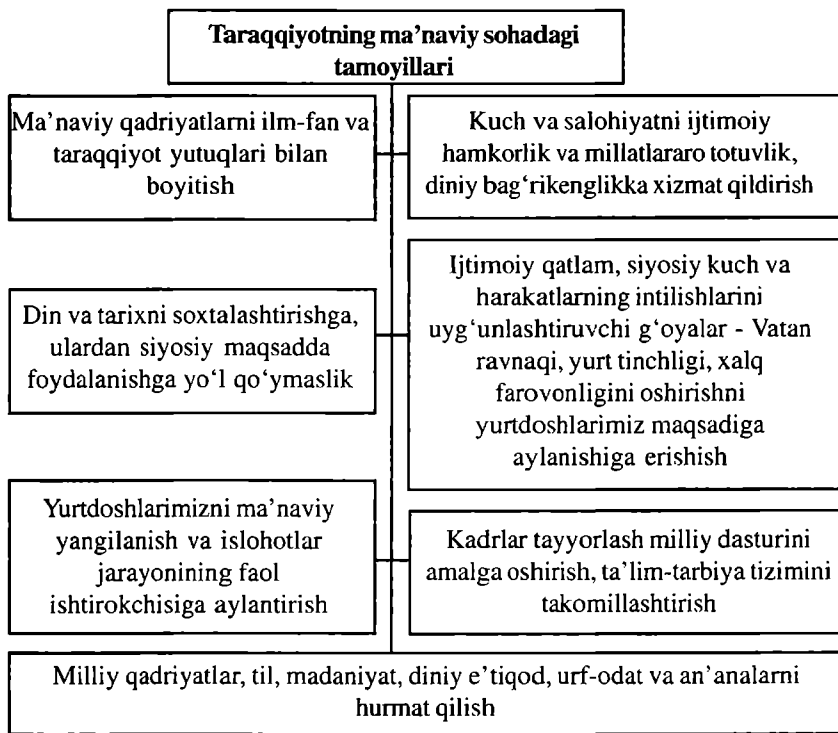 Taraqqiyotning ma’naviy sohadagi
tamoyillari
Ma’naviy qadriyatlarni ilm-fan va
taraqqiyot yutuqlari bilan
boyitish
Kuch va salohiyatni ijtimoiy
hamkorlik va millatlararo totuvlik,
diniy bag‘rikenglikka xizmat qildirish
Din va tarixni soxtalashtirishga,
ulardan siyosiy maqsadda
foydalanishga yo‘l qo‘ymaslik
Ijtimoiy qatlam, siyosiy kuch va
harakatlarning intilishlarini
uyg‘unlashtiruvchi g‘oyalar - Vatan
ravnaqi, yurt tinchligi, xalq
farovonligini oshirishni
yurtdoshlarimiz maqsadiga
aylanishiga erishish
Yurtdoshlarimizni ma’naviy
yangilanish va islohotlar
jarayonining faol
ishtirokchisiga aylantirish
Kadrlar tayyorlash milliy dasturini
amalga oshirish, ta’lim-tarbiya tizimini
takomillashtirish
Milliy qadriyatlar, til, madaniyat, diniy e’tiqod, urf-odat va an’analarni
hurmat qilish